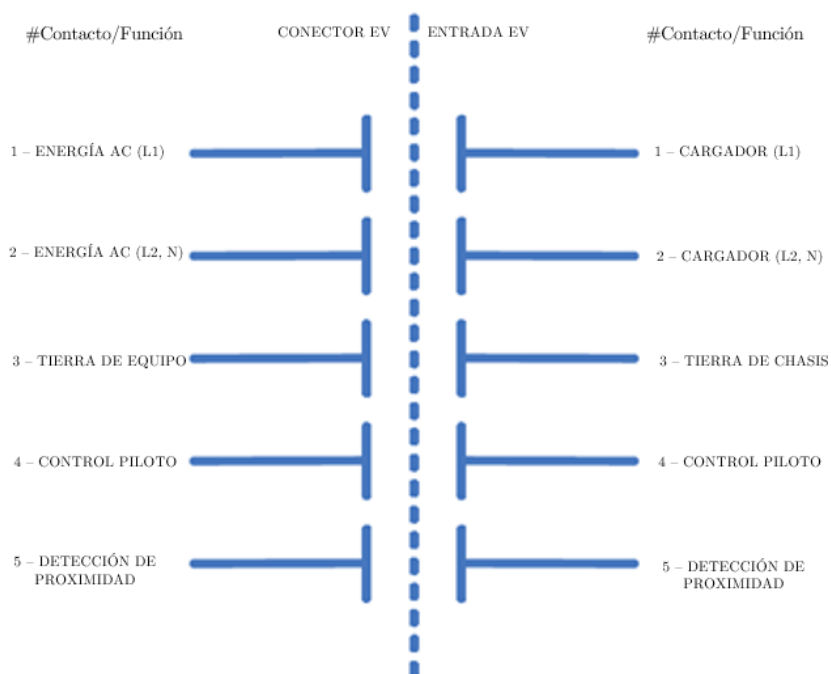 #Contacto/Función
CONECTOR EV
ENTRADA EV
#Contacto/Función
1 – ENERGÍA AC (L1)
1 – CARGADOR (L1)
2 – ENERGÍA AC (L2, N)
2 – CARGADOR (L2, N)
3 – TIERRA DE EQUIPO
3 – TIERRA DE CHASIS
4 – CONTROL PILOTO
4 – CONTROL PILOTO
5 – DETECCIÓN DE
PROXIMIDAD
5 – DETECCIÓN DE
PROXIMIDAD